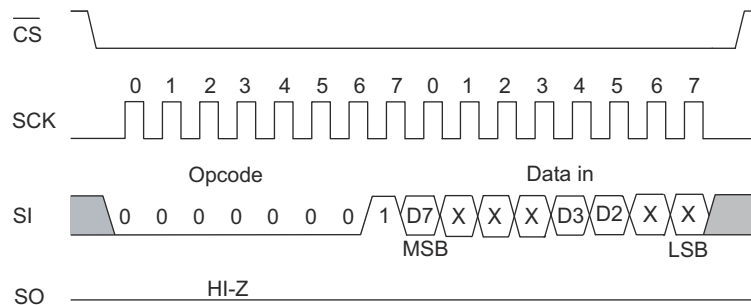 CS
0 1 2 3 4 5 6 7 0 1 2 3 4 5 6 7
SCK
Opcode Data in
SI 0 0 0 0 0 0 0 1 D7 X X X D3 D2 X X
MSB LSB
HI-Z
SO